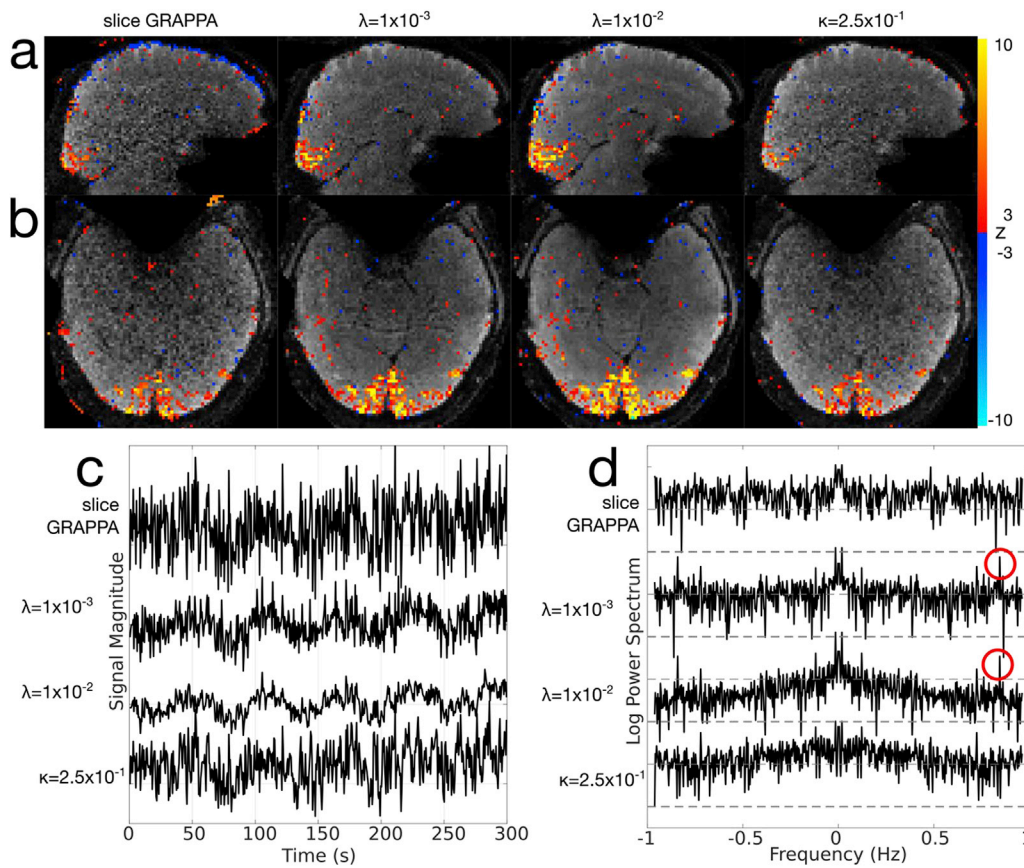 slice GRAPPA λ=1x10⁻³ λ=1x10⁻² κ=2.5x10⁻¹
a
10
b
3
z
-3
-10
c
slice
GRAPPA
λ=1x10⁻³
λ=1x10⁻²
κ=2.5x10⁻¹
Signal Magnitude
0 50 100 150 200 250 300
Time (s)
d
slice
GRAPPA
λ=1x10⁻³
λ=1x10⁻²
κ=2.5x10⁻¹
Log Power Spectrum
-1 -0.5 0 0.5 1
Frequency (Hz)